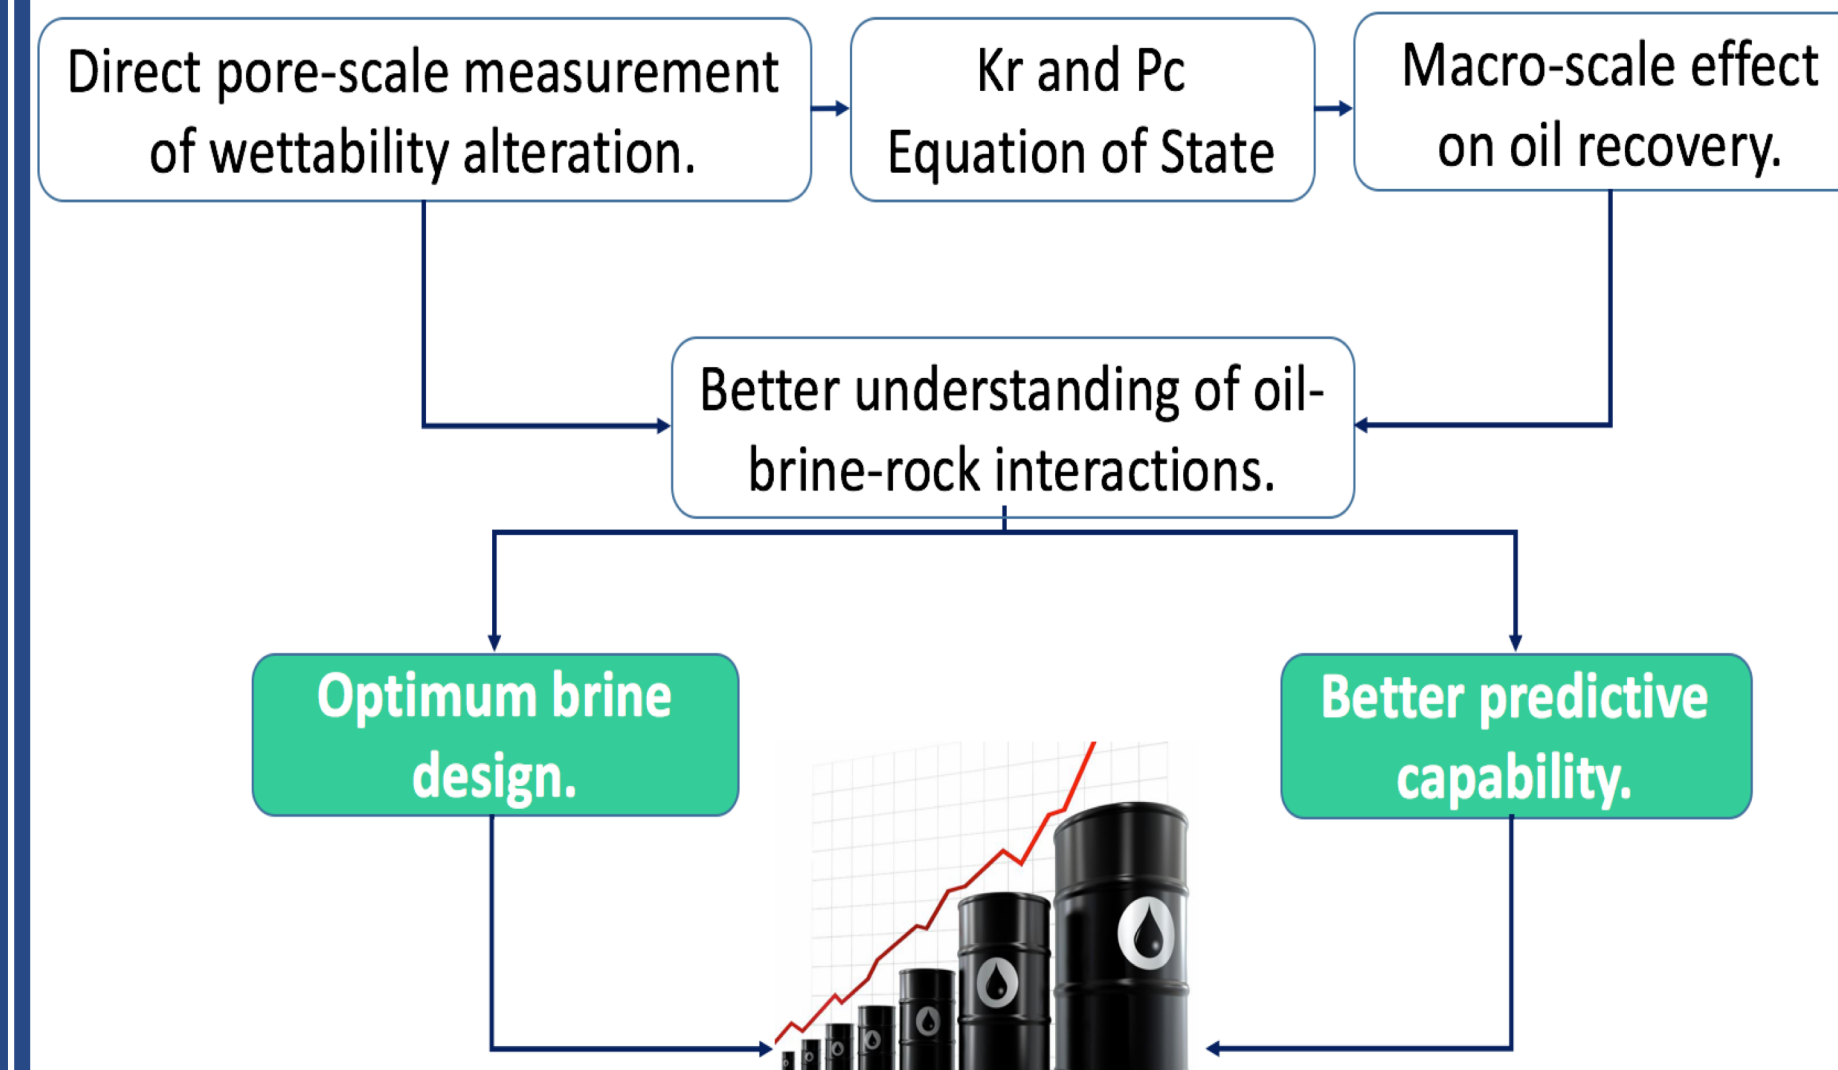 Direct pore-scale measurement
of wettability alteration.
Kr and Pc
Equation of State
Macro-scale effect
on oil recovery.
Better understanding of oil-
brine-rock interactions.
Optimum brine
design.
Better predictive
capability.